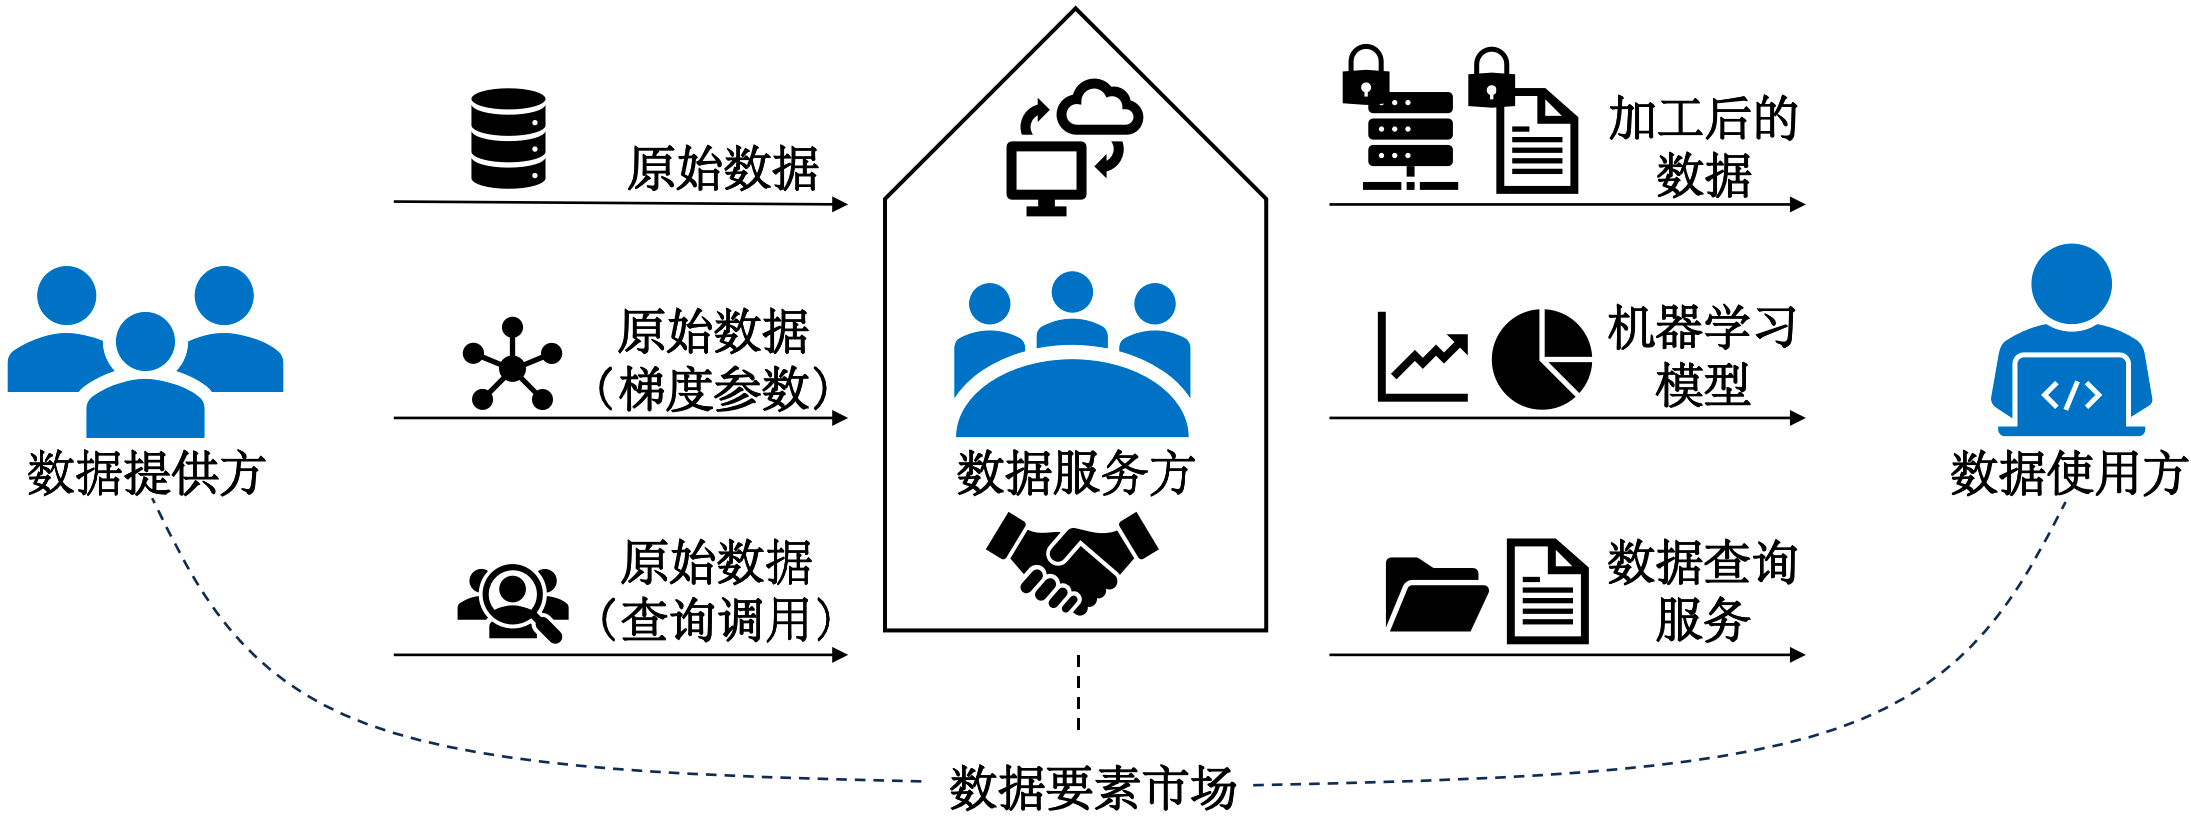 原始数据
加工后的
数据
原始数据
（梯度参数）
机器学习
模型
数据提供方
数据服务方
数据使用方
原始数据
（查询调用）
数据查询
服务
数据要素市场